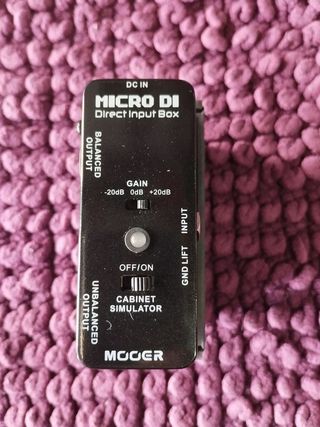 DC IN
MICRO DI
Direct Input Box
BALANCED
OUTPUT
GAIN
-20dB 0dB +20dB
INPUT
OFF/ON
CABINET
SIMULATOR
GND LIFT
UNBALANCED
OUTPUT
MOOER